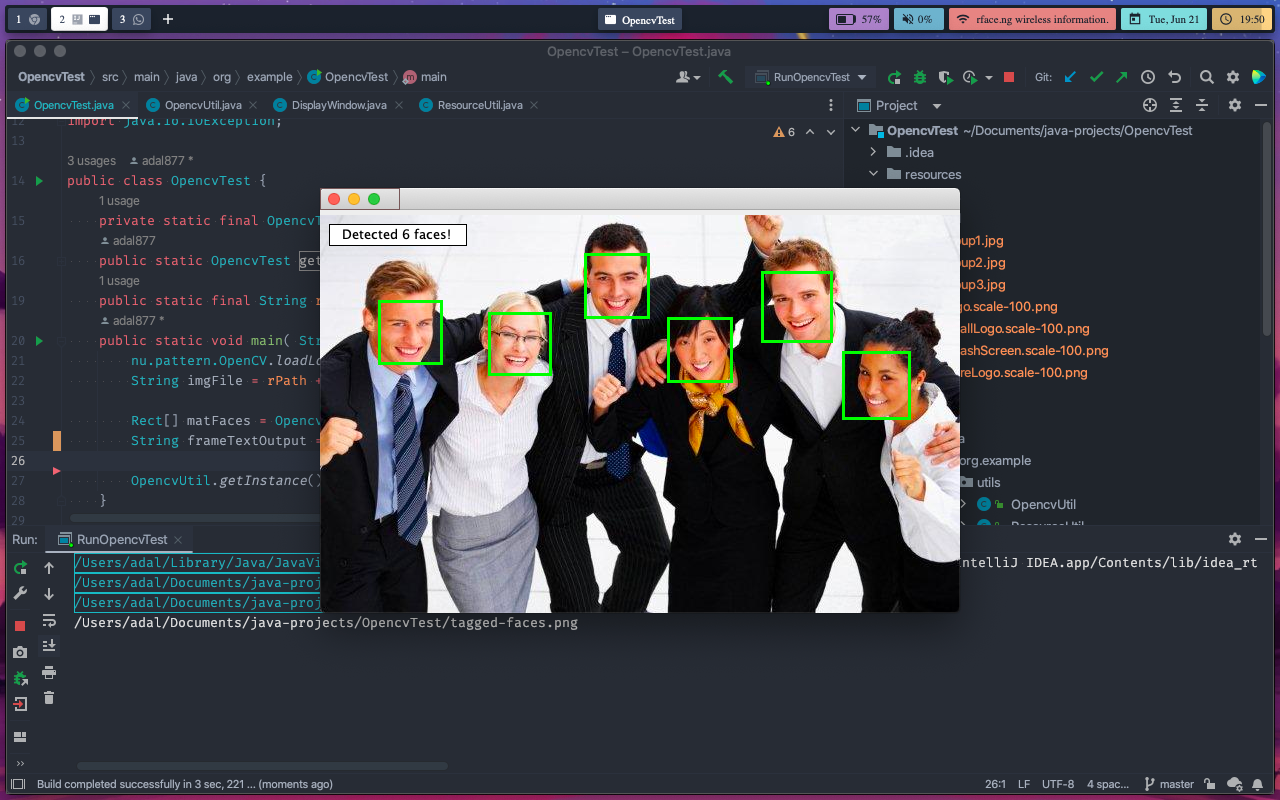 1
2
3
+
OpencvTest
57%
0%
rface.ng wireless information.
Tue, Jun 21
19:50
OpencvTest – OpencvTest.java
OpencvTest
src
main
java
org
example
OpencvTest
m main
RunOpencvTest
Git:
OpencvTest.java
OpencvUtil.java
DisplayWindow.java
ResourceUtil.java
Project
6
12 import java.io.IOException;
13
3 usages adal877 *
14 public class OpencvTest {
1 usage
15 private static final OpencvT
adal877
16 public static OpencvTest get
1 usage
19 public static final String r
adal877 *
20 public static void main( Str
21 nu.pattern.OpenCV.loadLo
22 String imgFile = rPath +
23
24 Rect[] matFaces = Opencv
25 String frameTextOutput =
26
27 OpencvUtil.getInstance()
28 }
29
OpencvTest ~/Documents/java-projects/OpencvTest
.idea
resources
up1.jpg
up2.jpg
up3.jpg
go.scale-100.png
allLogo.scale-100.png
ashScreen.scale-100.png
reLogo.scale-100.png
a
org.example
utils
OpencvUtil
ResourceUtil
Detected 6 faces!
Run:
RunOpencvTest
/Users/adal/Library/Java/JavaVi
ntelliJ IDEA.app/Contents/lib/idea_rt
/Users/adal/Documents/java-proj
/Users/adal/Documents/java-proj
/Users/adal/Documents/java-projects/OpencvTest/tagged-faces.png
Build completed successfully in 3 sec, 221 ... (moments ago)
26:1
LF
UTF-8
4 spac...
master